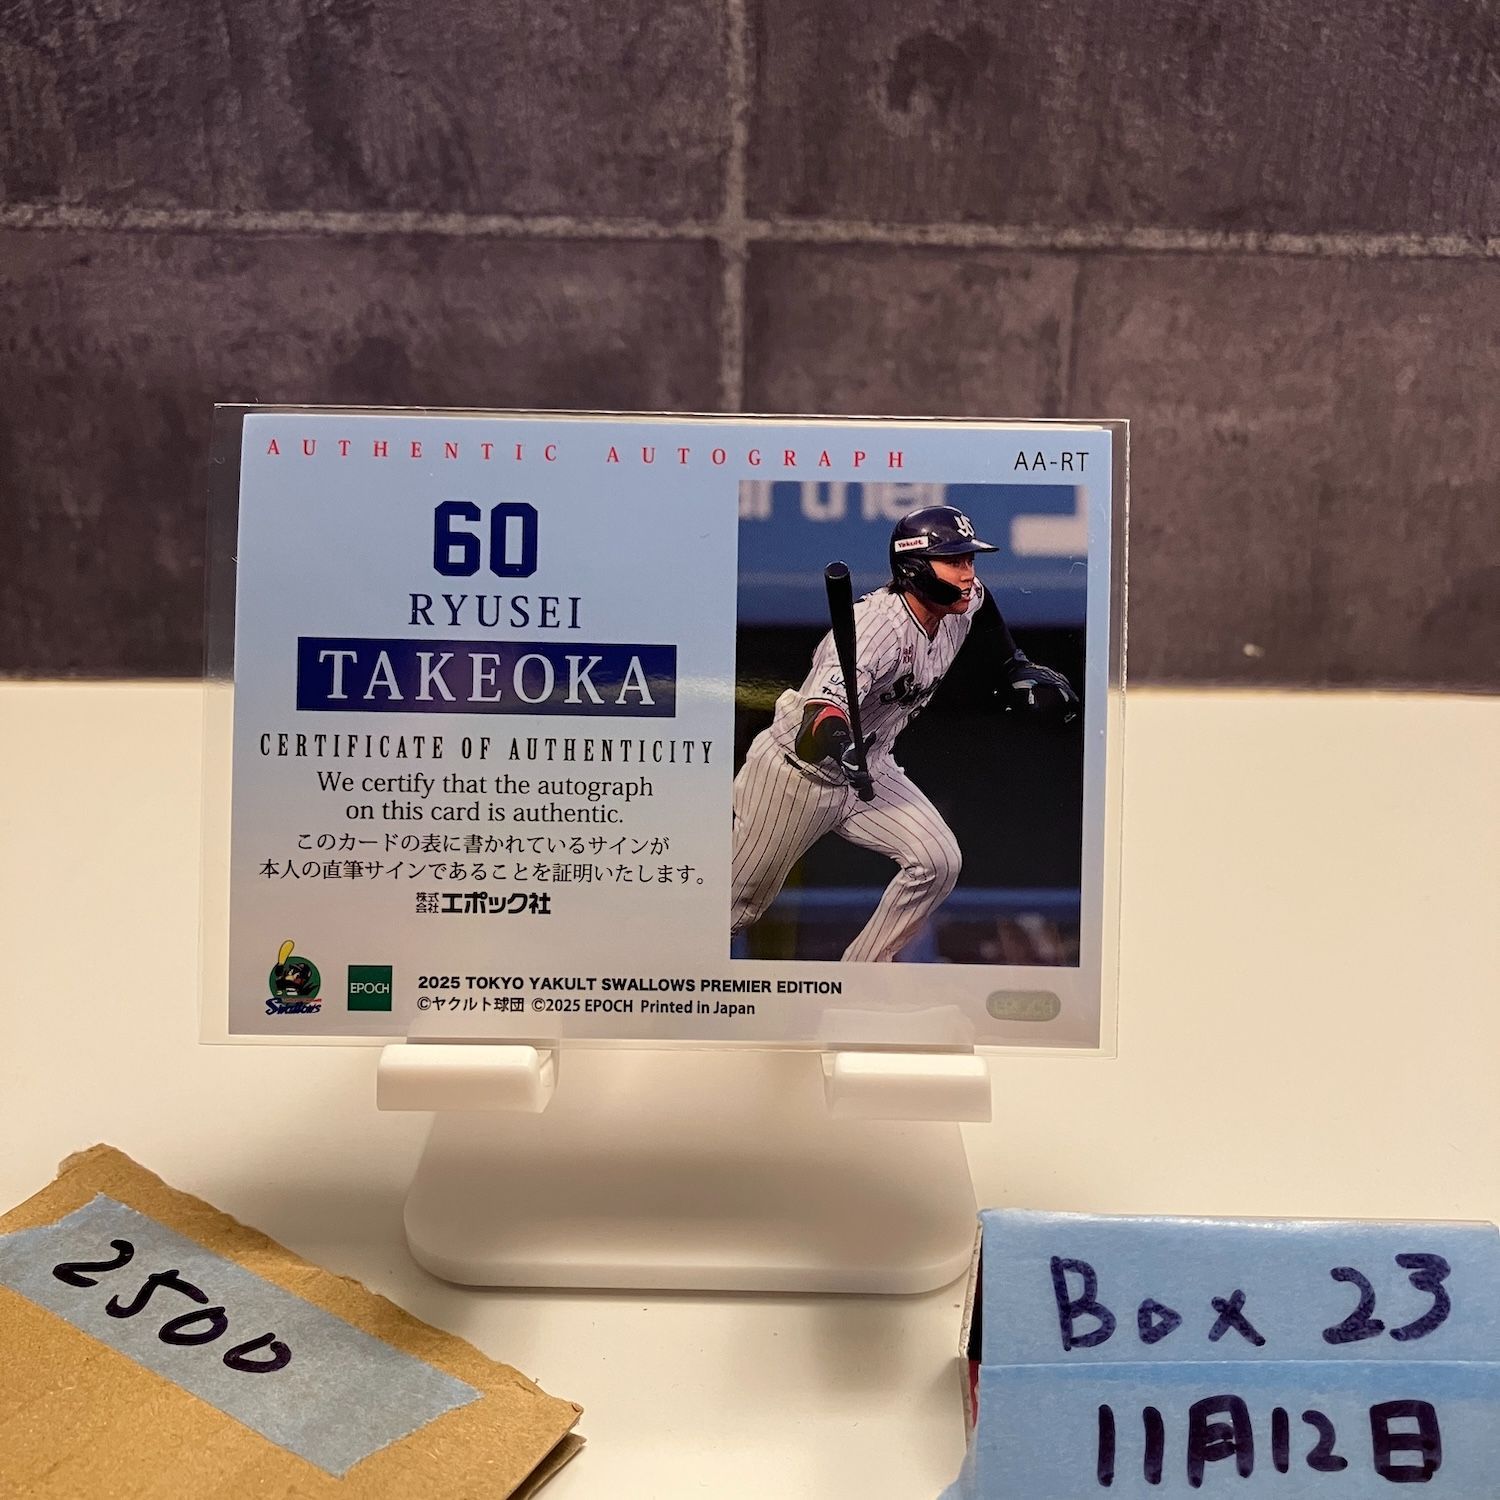 AUTHENTIC AUTOGRAPH
AA-RT
60
RYUSEI
TAKEOKA
CERTIFICATE OF AUTHENTICITY
We certify that the autograph
on this card is authentic.
このカードの表に書かれているサインが
本人の直筆サインであることを証明いたします。
株式会社エポック社
Swallows
EPOCH
2025 TOKYO YAKULT SWALLOWS PREMIER EDITION
©ヤクルト球団 ©2025 EPOCH Printed in Japan
EPOCH
Yakult
2500
Box 23
11月12日